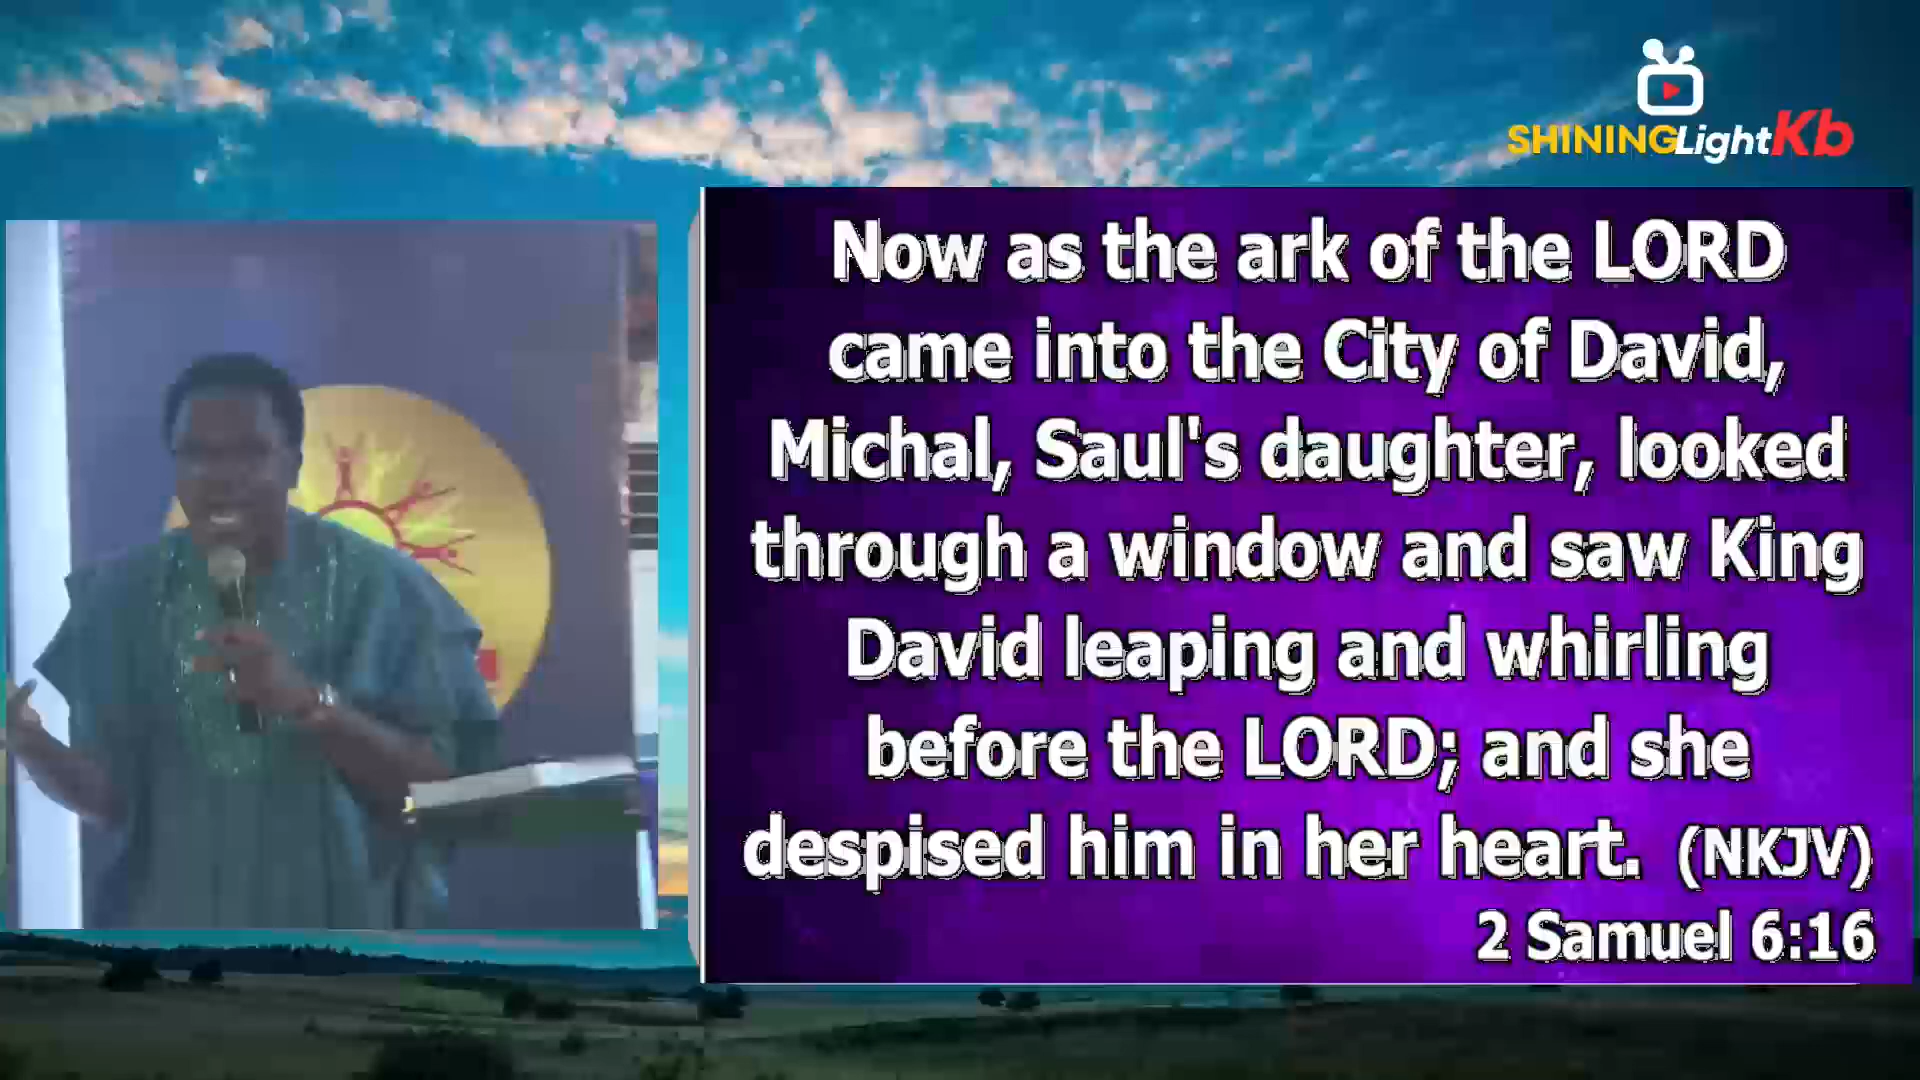 SHININGLightKb
Now as the ark of the LORD
came into the City of David,
Michal, Saul's daughter, looked
through a window and saw King
David leaping and whirling
before the LORD; and she
despised him in her heart. (NKJV)
2 Samuel 6:16